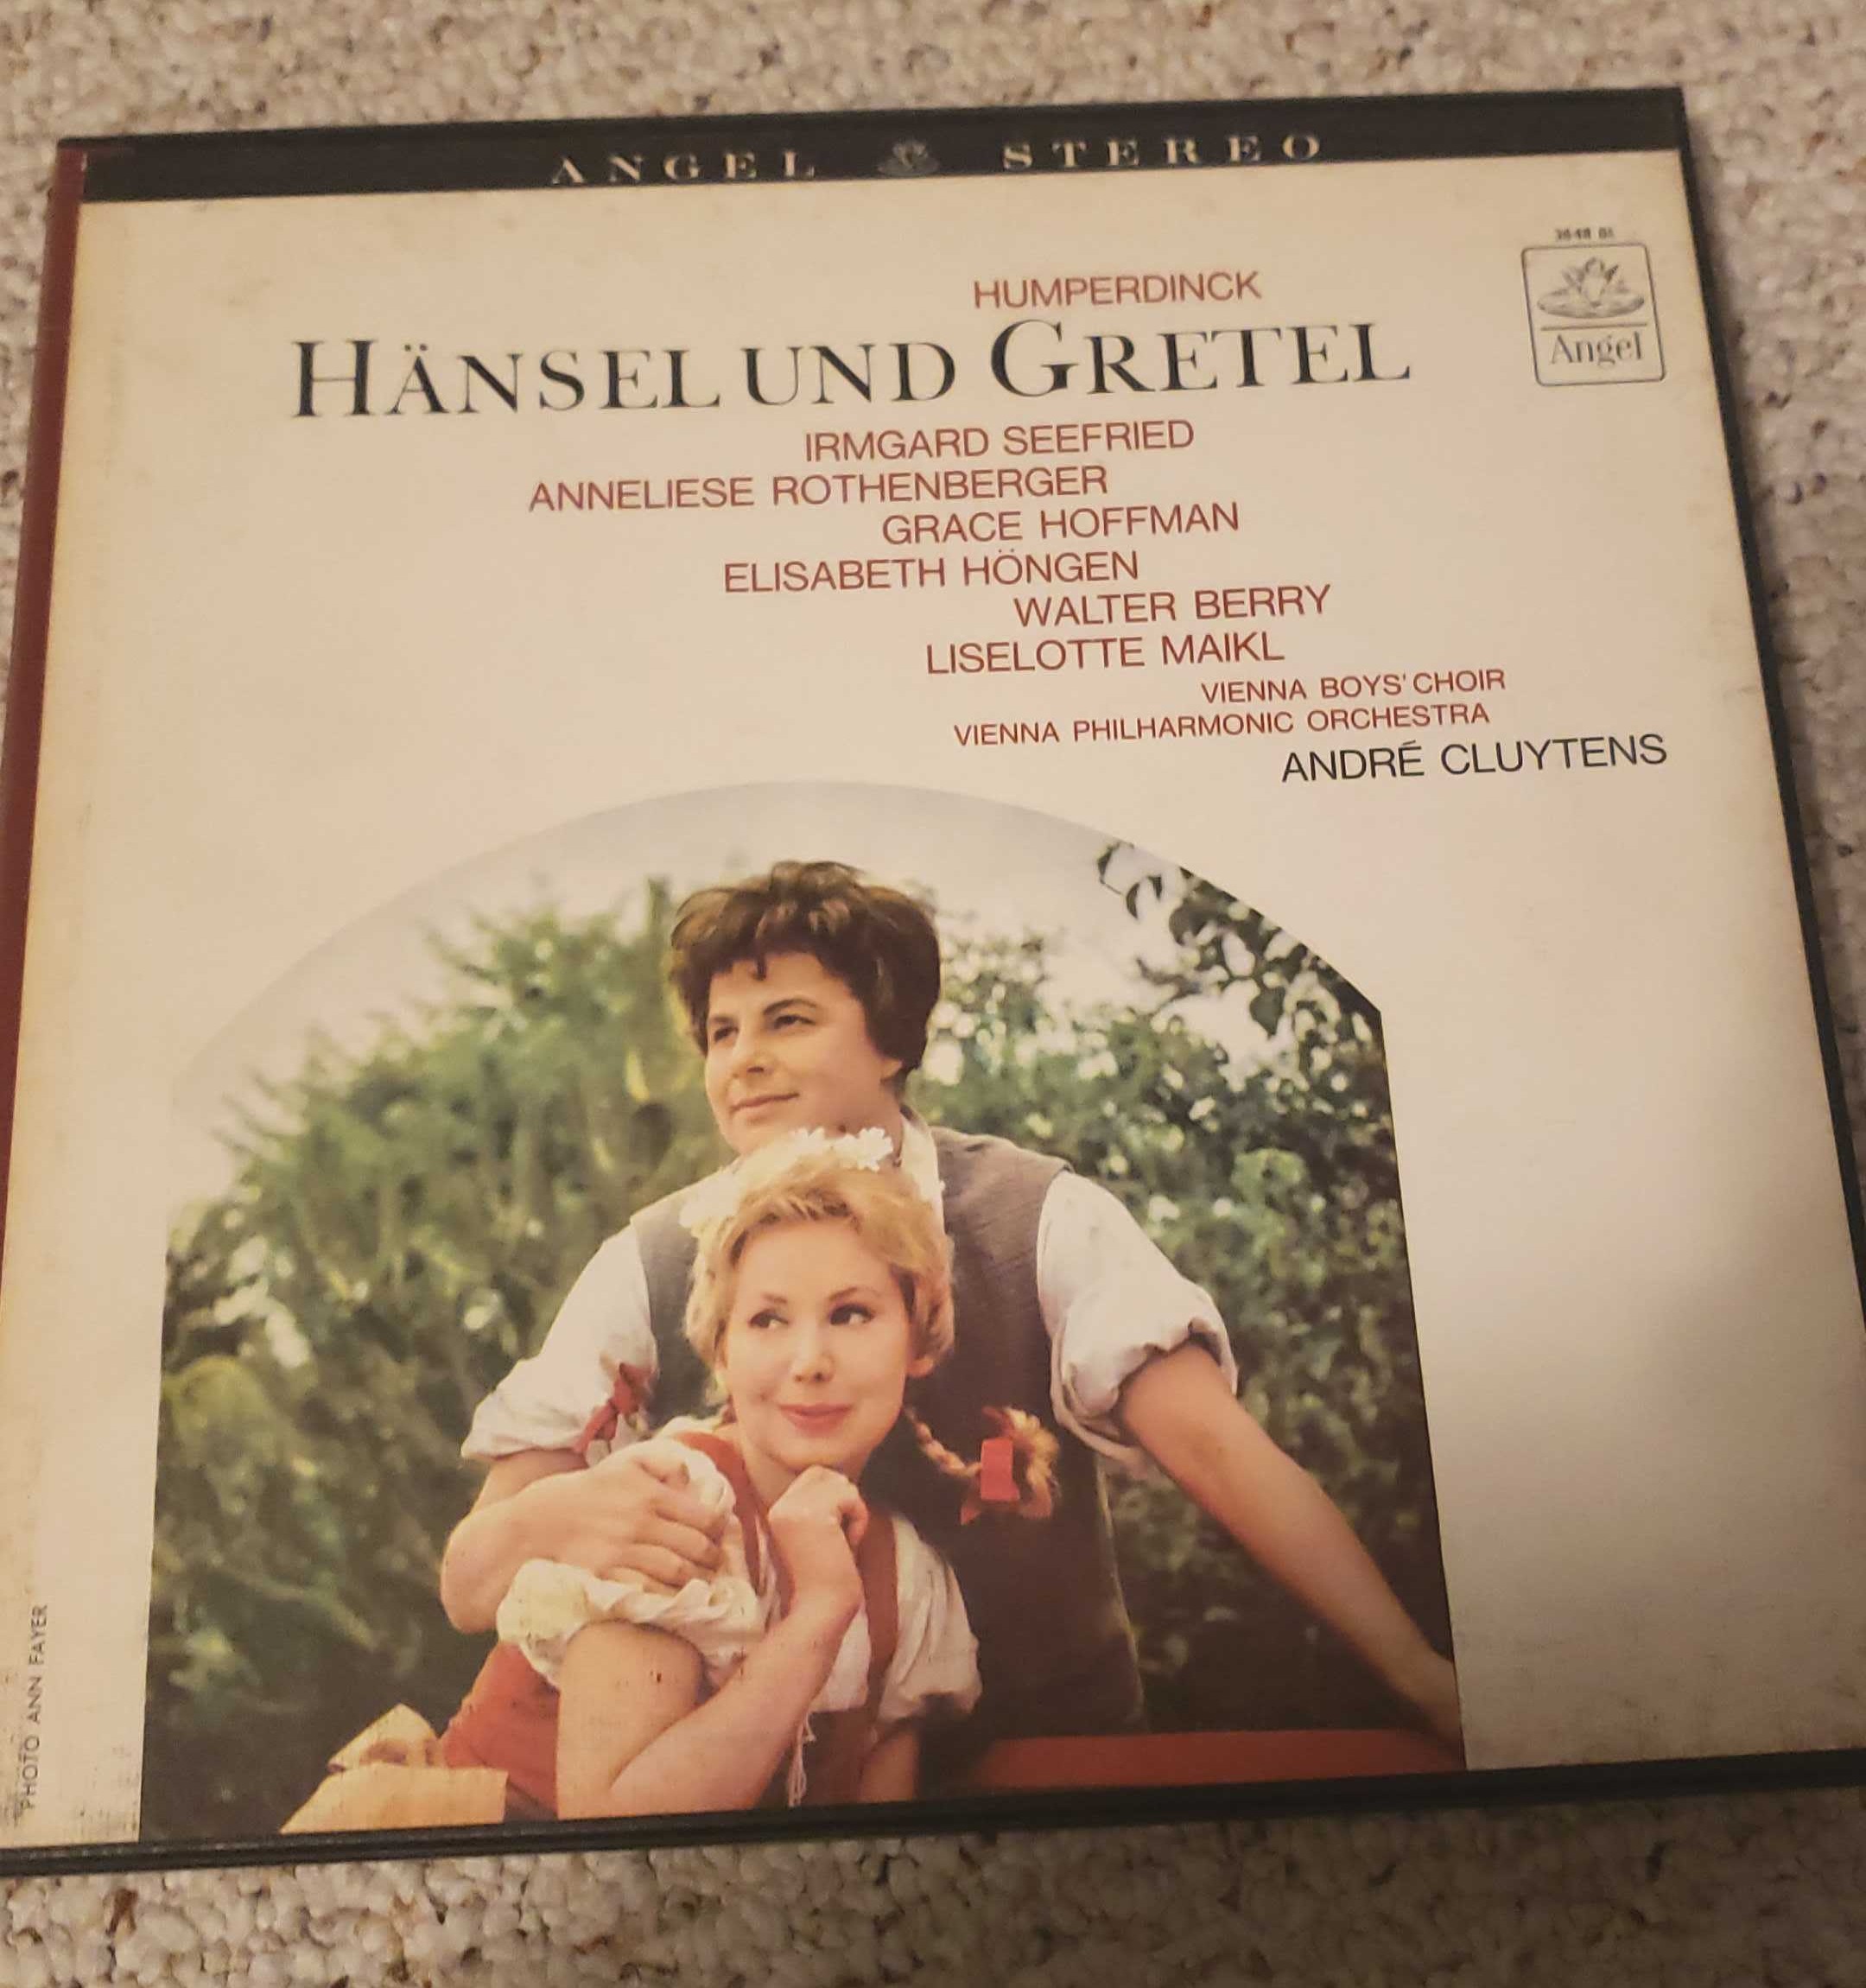 ANGEL STEREO
HUMPERDINCK
HÄNSEL UND GRETEL
Angel
IRMGARD SEEFRIED
ANNELIESE ROTHENBERGER
GRACE HOFFMAN
ELISABETH HÖNGEN
WALTER BERRY
LISELOTTE MAIKL
VIENNA BOYS' CHOIR
VIENNA PHILHARMONIC ORCHESTRA
ANDRÉ CLUYTENS
PHOTO ANN FAYER